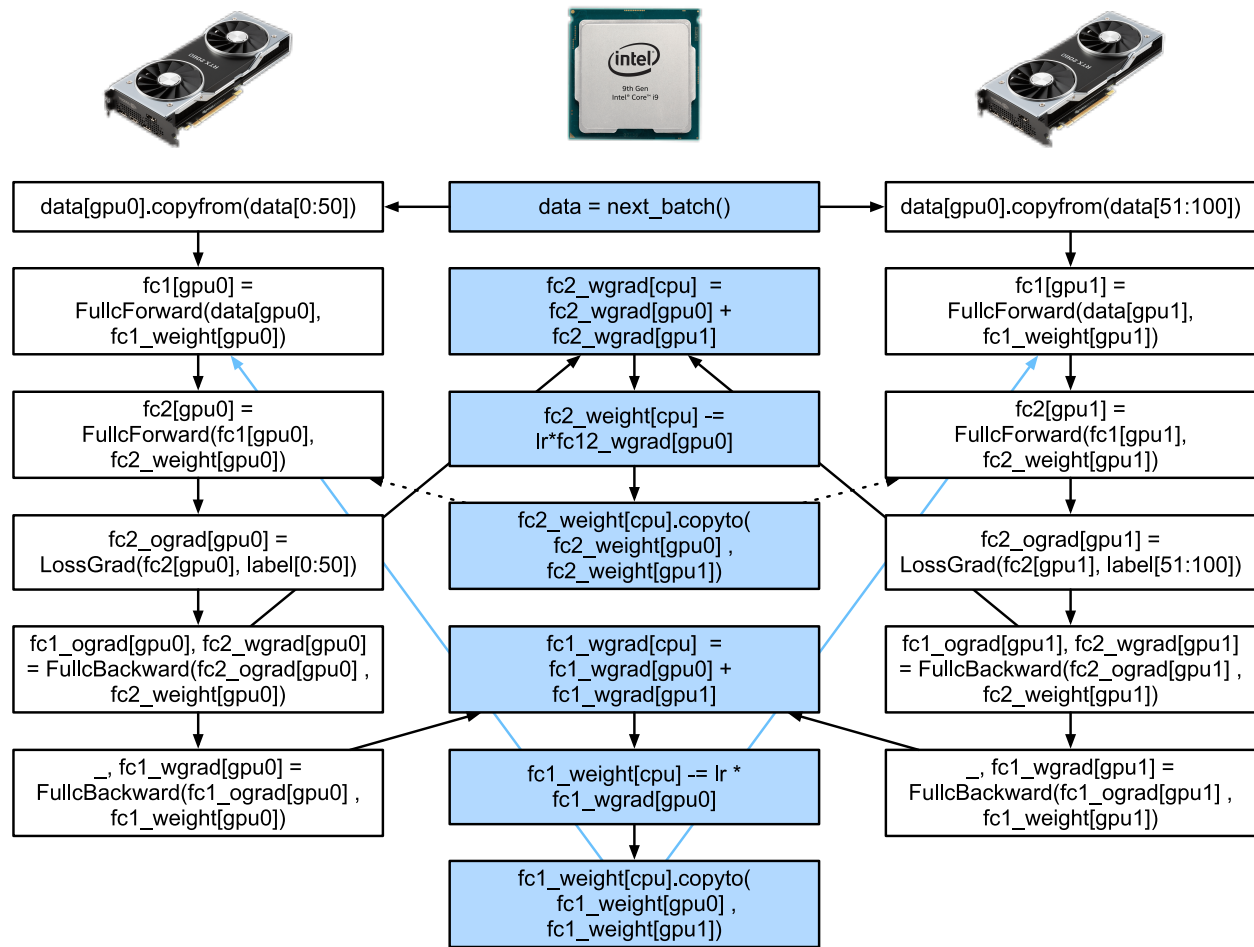 RTX 2080
intel
9th Gen
Intel® Core™ i9
RTX 2080
data[gpu0].copyfrom(data[0:50])
data = next_batch()
data[gpu0].copyfrom(data[51:100])
fc1[gpu0] =
FullcForward(data[gpu0],
fc1_weight[gpu0])
fc2_wgrad[cpu] =
fc2_wgrad[gpu0] +
fc2_wgrad[gpu1]
fc1[gpu1] =
FullcForward(data[gpu1],
fc1_weight[gpu1])
fc2[gpu0] =
FullcForward(fc1[gpu0],
fc2_weight[gpu0])
fc2_weight[cpu] -=
lr*fc12_wgrad[gpu0]
fc2[gpu1] =
FullcForward(fc1[gpu1],
fc2_weight[gpu1])
fc2_ograd[gpu0] =
LossGrad(fc2[gpu0], label[0:50])
fc2_weight[cpu].copyto(
fc2_weight[gpu0] ,
fc2_weight[gpu1])
fc2_ograd[gpu1] =
LossGrad(fc2[gpu1], label[51:100])
fc1_ograd[gpu0], fc2_wgrad[gpu0]
= FullcBackward(fc2_ograd[gpu0] ,
fc2_weight[gpu0])
fc1_wgrad[cpu] =
fc1_wgrad[gpu0] +
fc1_wgrad[gpu1]
fc1_ograd[gpu1], fc2_wgrad[gpu1]
= FullcBackward(fc2_ograd[gpu1] ,
fc2_weight[gpu1])
_, fc1_wgrad[gpu0] =
FullcBackward(fc1_ograd[gpu0] ,
fc1_weight[gpu0])
fc1_weight[cpu] -= lr *
fc1_wgrad[gpu0]
_, fc1_wgrad[gpu1] =
FullcBackward(fc1_ograd[gpu1] ,
fc1_weight[gpu1])
fc1_weight[cpu].copyto(
fc1_weight[gpu0] ,
fc1_weight[gpu1])